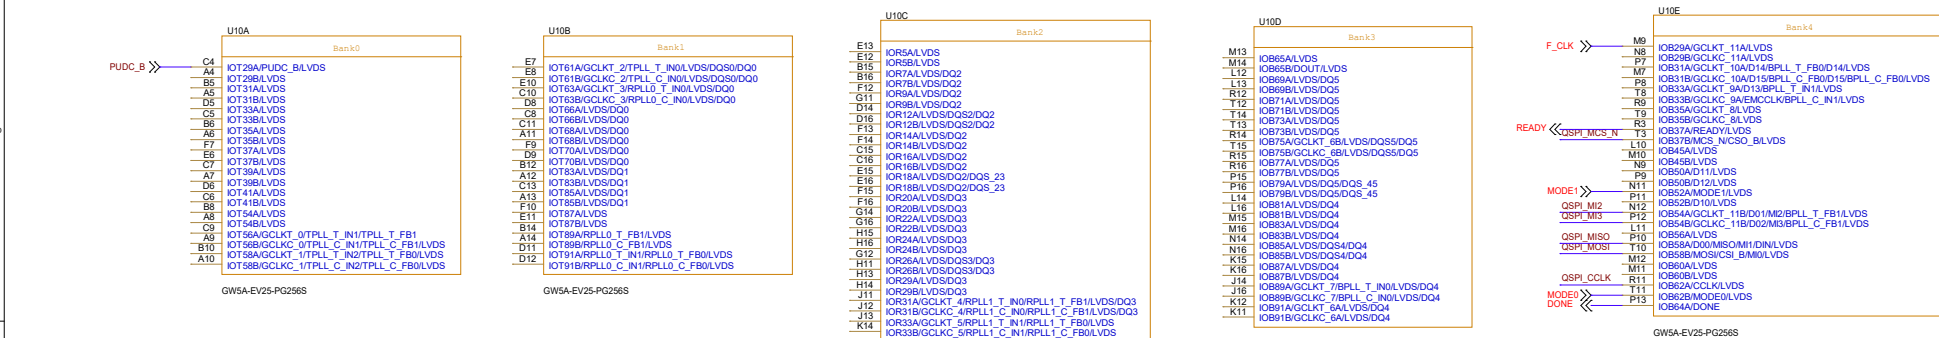 U10A
Bank0
PUDC_B
C4 IOT29A/PUDC_B/LVDS
A4 IOT29B/LVDS
B5 IOT31A/LVDS
A5 IOT31B/LVDS
D5 IOT33A/LVDS
C5 IOT33B/LVDS
B6 IOT35A/LVDS
A6 IOT35B/LVDS
F7 IOT37A/LVDS
E6 IOT37B/LVDS
C7 IOT39A/LVDS
A7 IOT39B/LVDS
D6 IOT41A/LVDS
C6 IOT41B/LVDS
B8 IOT54A/LVDS
A8 IOT54B/LVDS
C9 IOT56A/GCLKT_0/TPLL_T_IN1/TPLL_T_FB1
A9 IOT56B/GCLKC_0/TPLL_C_IN1/TPLL_C_FB1/LVDS
B10 IOT58A/GCLKT_1/TPLL_T_IN2/TPLL_T_FB0/LVDS
A10 IOT58B/GCLKC_1/TPLL_C_IN2/TPLL_C_FB0/LVDS
GW5A-EV25-PG256S
U10B
Bank1
E7 IOT61A/GCLKT_2/TPLL_T_IN0/LVDS/DQS0/DQ0
E8 IOT61B/GCLKC_2/TPLL_C_IN0/LVDS/DQS0/DQ0
E10 IOT63A/GCLKT_3/RPLL0_T_IN0/LVDS/DQ0
C10 IOT63B/GCLKC_3/RPLL0_C_IN0/LVDS/DQ0
D8 IOT66A/LVDS/DQ0
C8 IOT66B/LVDS/DQ0
C11 IOT68A/LVDS/DQ0
A11 IOT68B/LVDS/DQ0
F9 IOT70A/LVDS/DQ0
D9 IOT70B/LVDS/DQ0
B12 IOT83A/LVDS/DQ1
A12 IOT83B/LVDS/DQ1
C13 IOT85A/LVDS/DQ1
A13 IOT85B/LVDS/DQ1
F10 IOT87A/LVDS
E11 IOT87B/LVDS
B14 IOT89A/RPLL0_T_FB1/LVDS
A14 IOT89B/RPLL0_C_FB1/LVDS
D11 IOT91A/RPLL0_T_IN1/RPLL0_T_FB0/LVDS
D12 IOT91B/RPLL0_C_IN1/RPLL0_C_FB0/LVDS
GW5A-EV25-PG256S
U10C
Bank2
E13 IOR5A/LVDS
E12 IOR5B/LVDS
B15 IOR7A/LVDS/DQ2
B16 IOR7B/LVDS/DQ2
F12 IOR9A/LVDS/DQ2
G11 IOR9B/LVDS/DQ2
D14 IOR12A/LVDS/DQS2/DQ2
D16 IOR12B/LVDS/DQS2/DQ2
F13 IOR14A/LVDS/DQ2
F14 IOR14B/LVDS/DQ2
C15 IOR16A/LVDS/DQ2
C16 IOR16B/LVDS/DQ2
E15 IOR18A/LVDS/DQ2/DQS_23
E16 IOR18B/LVDS/DQ2/DQS_23
F15 IOR20A/LVDS/DQ3
F16 IOR20B/LVDS/DQ3
G14 IOR22A/LVDS/DQ3
G16 IOR22B/LVDS/DQ3
H15 IOR24A/LVDS/DQ3
H16 IOR24B/LVDS/DQ3
G12 IOR26A/LVDS/DQS3/DQ3
H11 IOR26B/LVDS/DQS3/DQ3
H13 IOR29A/LVDS/DQ3
H14 IOR29B/LVDS/DQ3
J11 IOR31A/GCLKT_4/RPLL1_T_IN0/RPLL1_T_FB1/LVDS/DQ3
J12 IOR31B/GCLKC_4/RPLL1_C_IN0/RPLL1_C_FB1/LVDS/DQ3
J13 IOR33A/GCLKT_5/RPLL1_T_IN1/RPLL1_T_FB0/LVDS
K14 IOR33B/GCLKC_5/RPLL1_C_IN1/RPLL1_C_FB0/LVDS
U10D
Bank3
M13 IOB65A/LVDS
M14 IOB65B/DOUT/LVDS
L12 IOB69A/LVDS/DQ5
L13 IOB69B/LVDS/DQ5
R12 IOB71A/LVDS/DQ5
T12 IOB71B/LVDS/DQ5
T14 IOB73A/LVDS/DQ5
T13 IOB73B/LVDS/DQ5
R14 IOB75A/GCLKT_6B/LVDS/DQS5/DQ5
T15 IOB75B/GCLKC_6B/LVDS/DQS5/DQ5
R15 IOB77A/LVDS/DQ5
R16 IOB77B/LVDS/DQ5
P15 IOB79A/LVDS/DQ5/DQS_45
P16 IOB79B/LVDS/DQ5/DQS_45
L14 IOB81A/LVDS/DQ4
L16 IOB81B/LVDS/DQ4
M15 IOB83A/LVDS/DQ4
M16 IOB83B/LVDS/DQ4
N14 IOB85A/LVDS/DQS4/DQ4
N16 IOB85B/LVDS/DQS4/DQ4
K15 IOB87A/LVDS/DQ4
K16 IOB87B/LVDS/DQ4
J14 IOB89A/GCLKT_7/BPLL_T_IN0/LVDS/DQ4
J16 IOB89B/GCLKC_7/BPLL_C_IN0/LVDS/DQ4
K12 IOB91A/GCLKT_6A/LVDS/DQ4
K11 IOB91B/GCLKC_6A/LVDS/DQ4
U10E
Bank4
F_CLK M9 IOB29A/GCLKT_11A/LVDS
N8 IOB29B/GCLKC_11A/LVDS
P7 IOB31A/GCLKT_10A/D14/BPLL_T_FB0/D14/LVDS
M7 IOB31B/GCLKC_10A/D15/BPLL_C_FB0/D15/BPLL_C_FB0/LVDS
P8 IOB33A/GCLKT_9A/D13/BPLL_T_IN1/LVDS
T8 IOB33B/GCLKC_9A/EMCCLK/BPLL_C_IN1/LVDS
R9 IOB35A/GCLKT_8/LVDS
T9 IOB35B/GCLKC_8/LVDS
READY R3 IOB37A/READY/LVDS
QSPI_MCS_N T3 IOB37B/MCS_N/CSO_B/LVDS
L10 IOB45A/LVDS
M10 IOB45B/LVDS
N9 IOB50A/D11/LVDS
P9 IOB50B/D12/LVDS
MODE1 N11 IOB52A/MODE1/LVDS
P11 IOB52B/D10/LVDS
QSPI_MI2 N12 IOB54A/GCLKT_11B/D01/MI2/BPLL_T_FB1/LVDS
QSPI_MI3 P12 IOB54B/GCLKC_11B/D02/MI3/BPLL_C_FB1/LVDS
L11 IOB56A/LVDS
QSPI_MISO P10 IOB58A/D00/MISO/MI1/DIN/LVDS
QSPI_MOSI T10 IOB58B/MOSI/CSI_B/MI0/LVDS
M12 IOB60A/LVDS
M11 IOB60B/LVDS
QSPI_CCLK R11 IOB62A/CCLK/LVDS
MODE0 T11 IOB62B/MODE0/LVDS
DONE P13 IOB64A/DONE
GW5A-EV25-PG256S